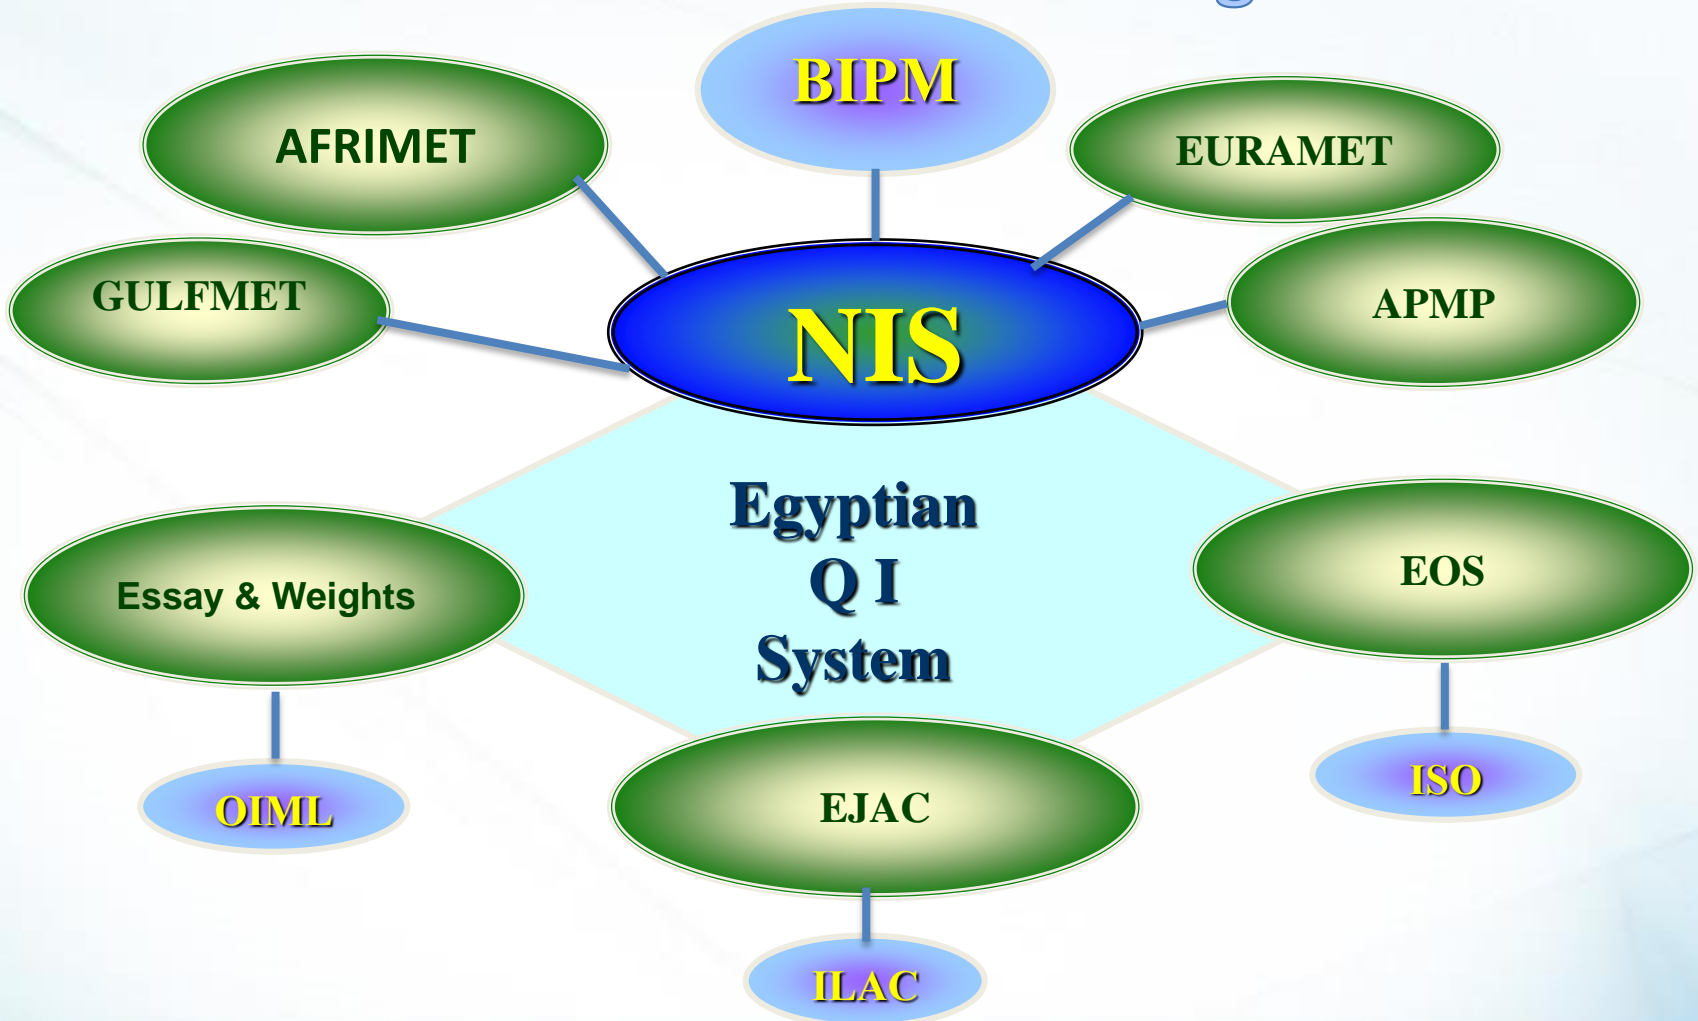 BIPM
AFRIMET
EURAMET
GULFMET
NIS
APMP
Egyptian
Q I
System
Essay & Weights
EOS
OIML
EJAC
ISO
ILAC